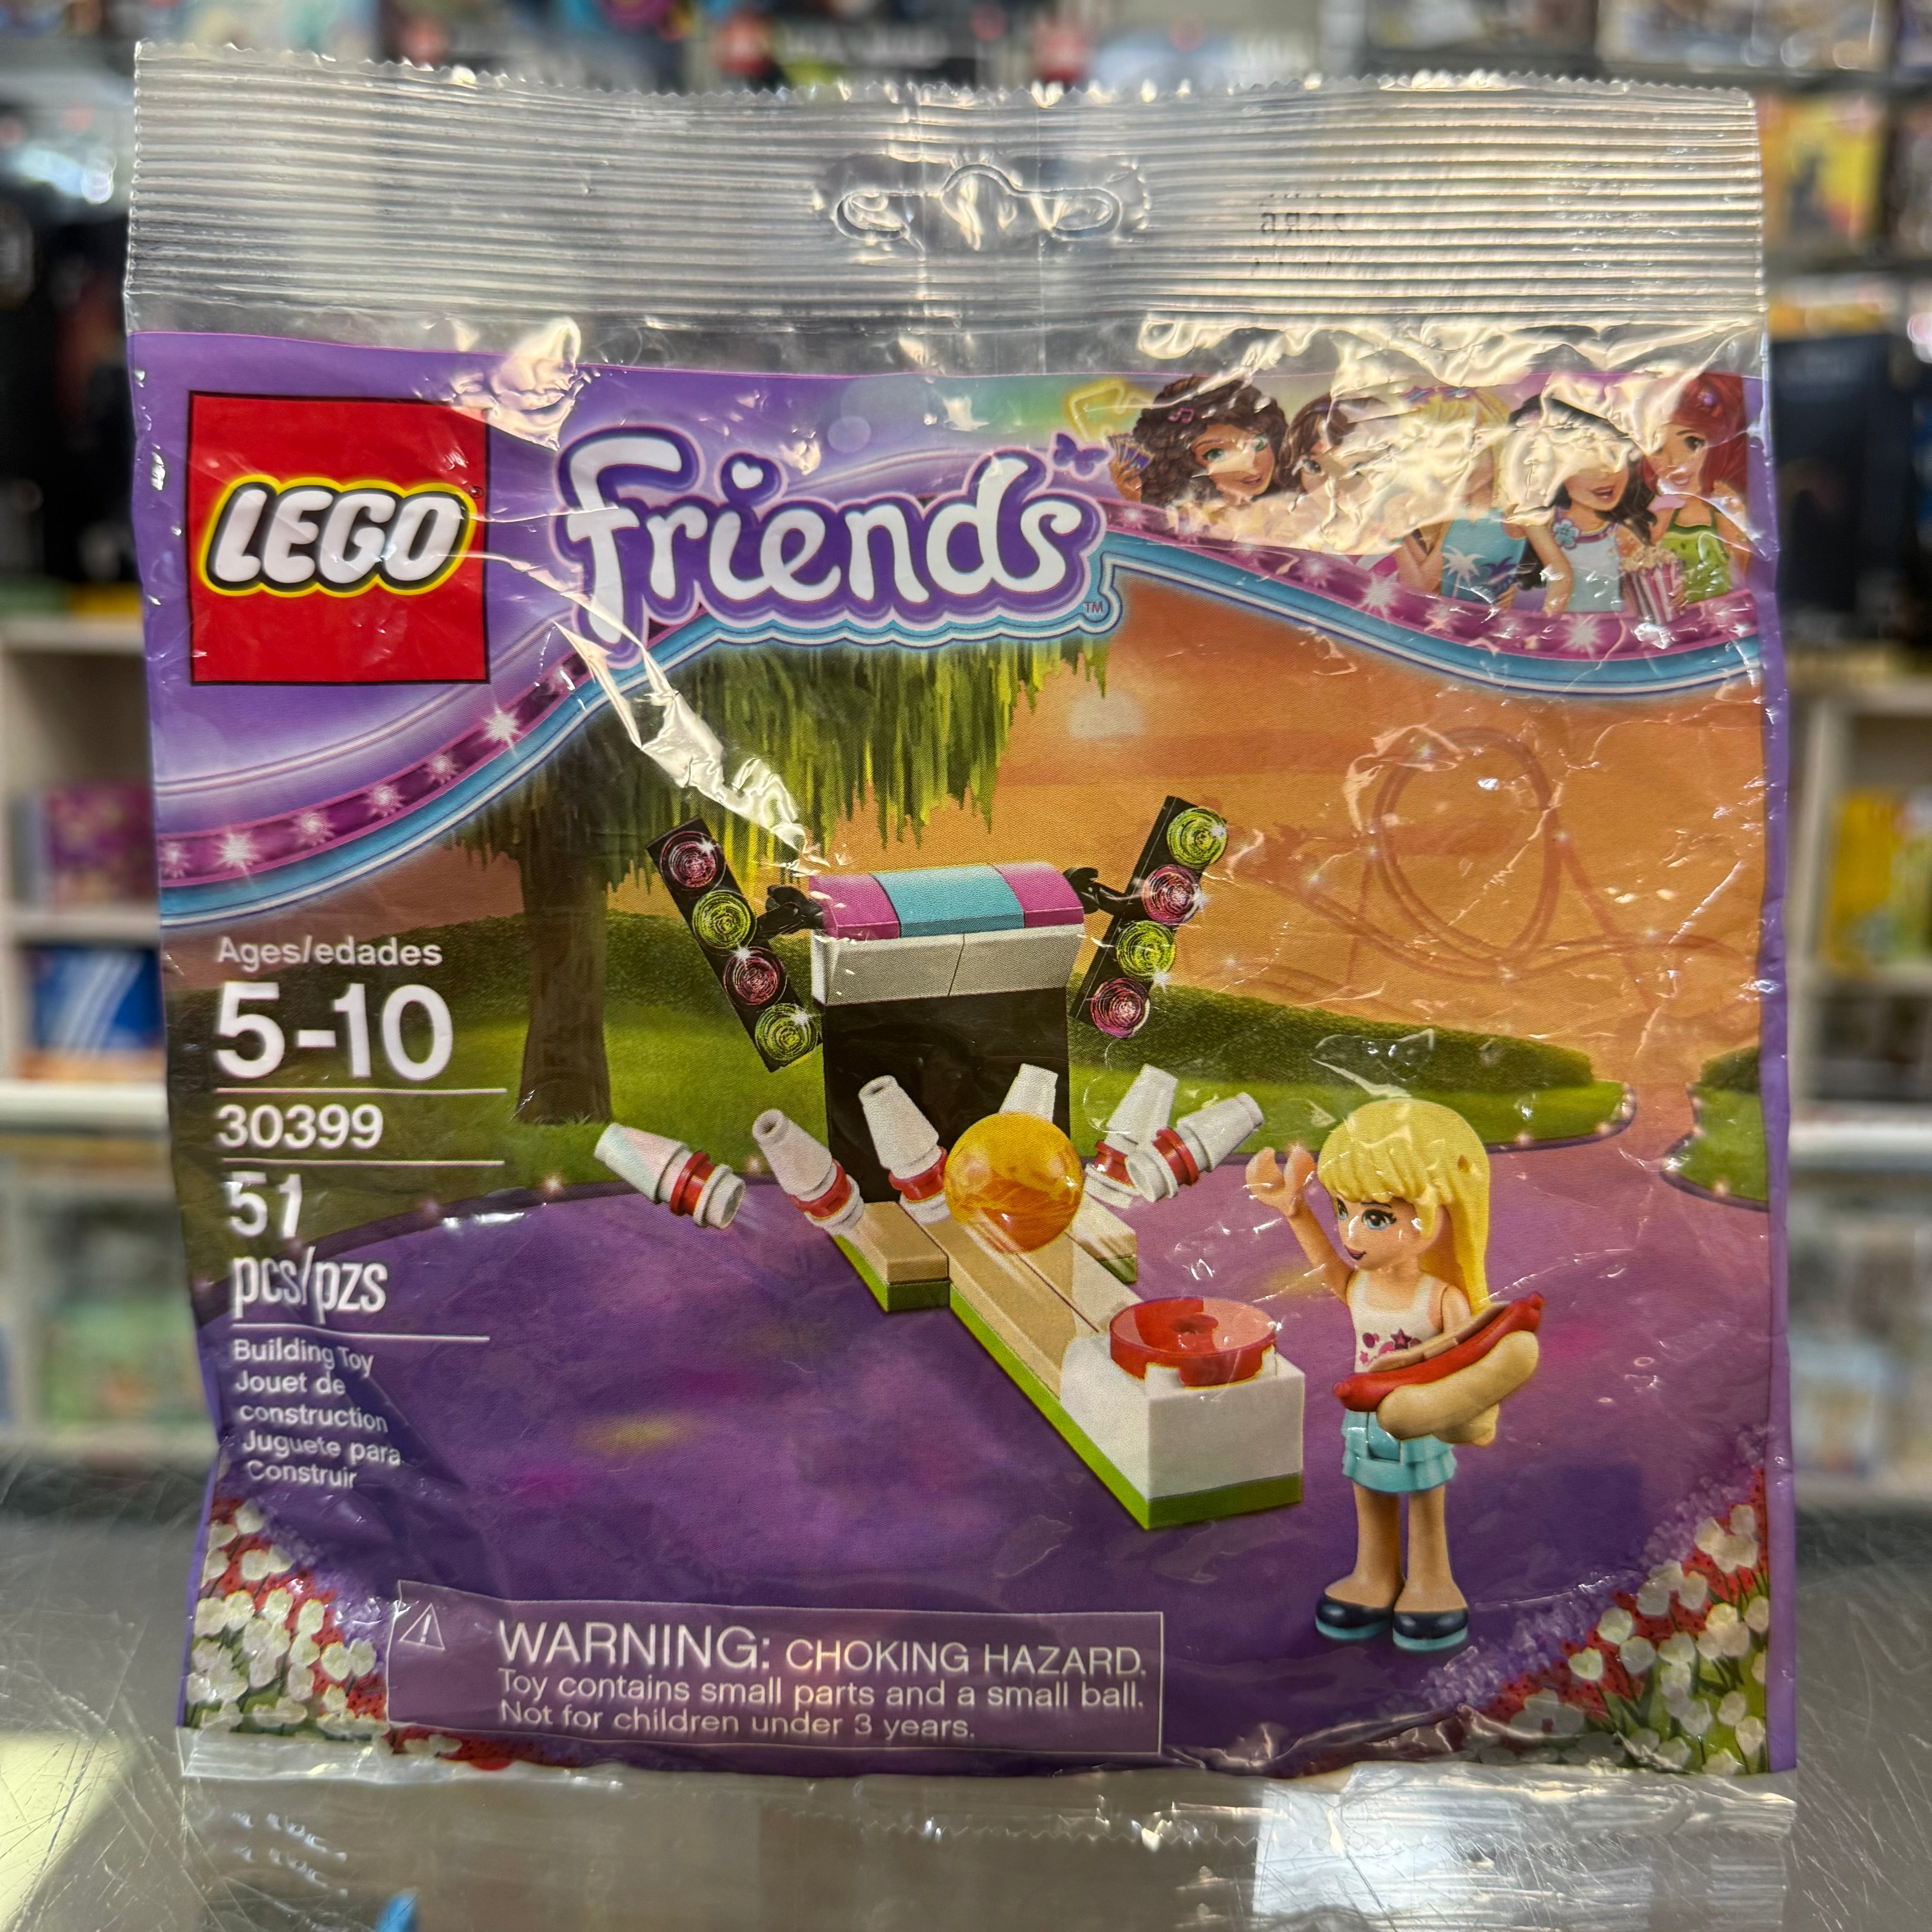 LEGO
friends™
Ages/edades
5-10
30399
51
pcs/pzs
Building Toy
Jouet de
construction
Juguete para
Construir
WARNING: CHOKING HAZARD.
Toy contains small parts and a small ball.
Not for children under 3 years.